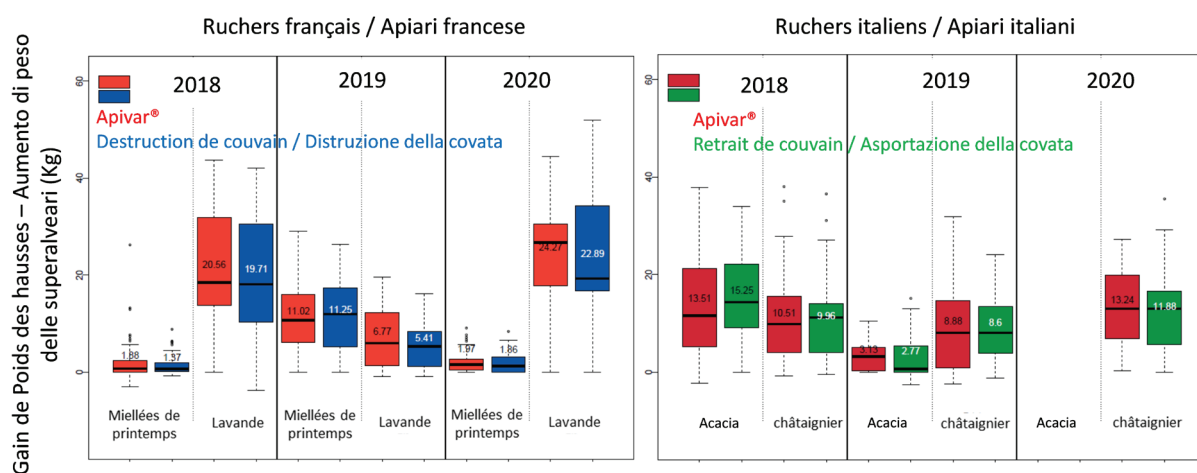 Ruchers français / Apiari francese
Gain de Poids des hausses – Aumento di peso
delle superalveari (Kg)
60
40
20
0
2018
2019
2020
Apivar®
Destruction de couvain / Distruzione della covata
1.88
1.37
20.56
19.71
11.02
11.25
6.77
5.41
1.97
1.86
24.27
22.89
Miellées de
printemps
Lavande
Miellées de
printemps
Lavande
Miellées de
printemps
Lavande
Ruchers italiens / Apiari italiani
60
40
20
0
2018
2019
2020
Apivar®
Retrait de couvain / Asportazione della covata
13.51
15.25
10.51
9.96
3.13
2.77
8.88
8.6
13.24
11.88
Acacia
châtaignier
Acacia
châtaignier
Acacia
châtaignier